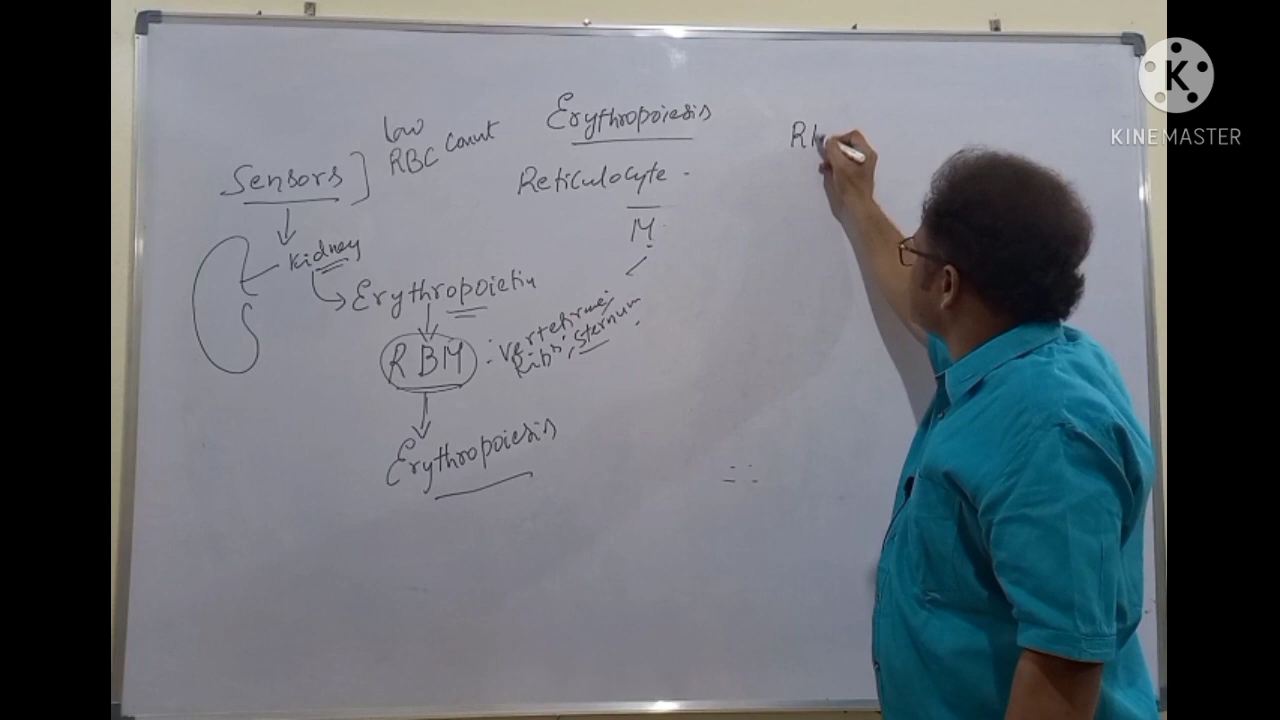 Erythropoiesis
low
RBC Count
Sensors
Reticulocyte
M
Kidney
Erythropoietin
RBM
Vertebrae,
Ribs, Sternum
Erythropoiesis
R
K
KINEMASTER